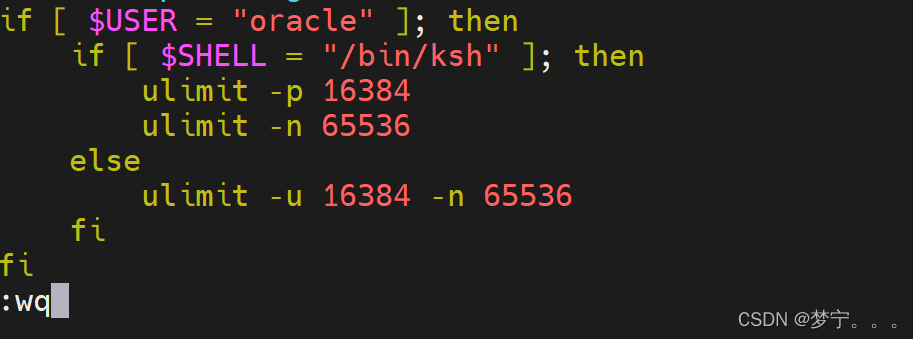 if [ $USER = "oracle" ]; then
    if [ $SHELL = "/bin/ksh" ]; then
        ulimit -p 16384
        ulimit -n 65536
    else
        ulimit -u 16384 -n 65536
    fi
fi
:wq
CSDN @梦宁。。。